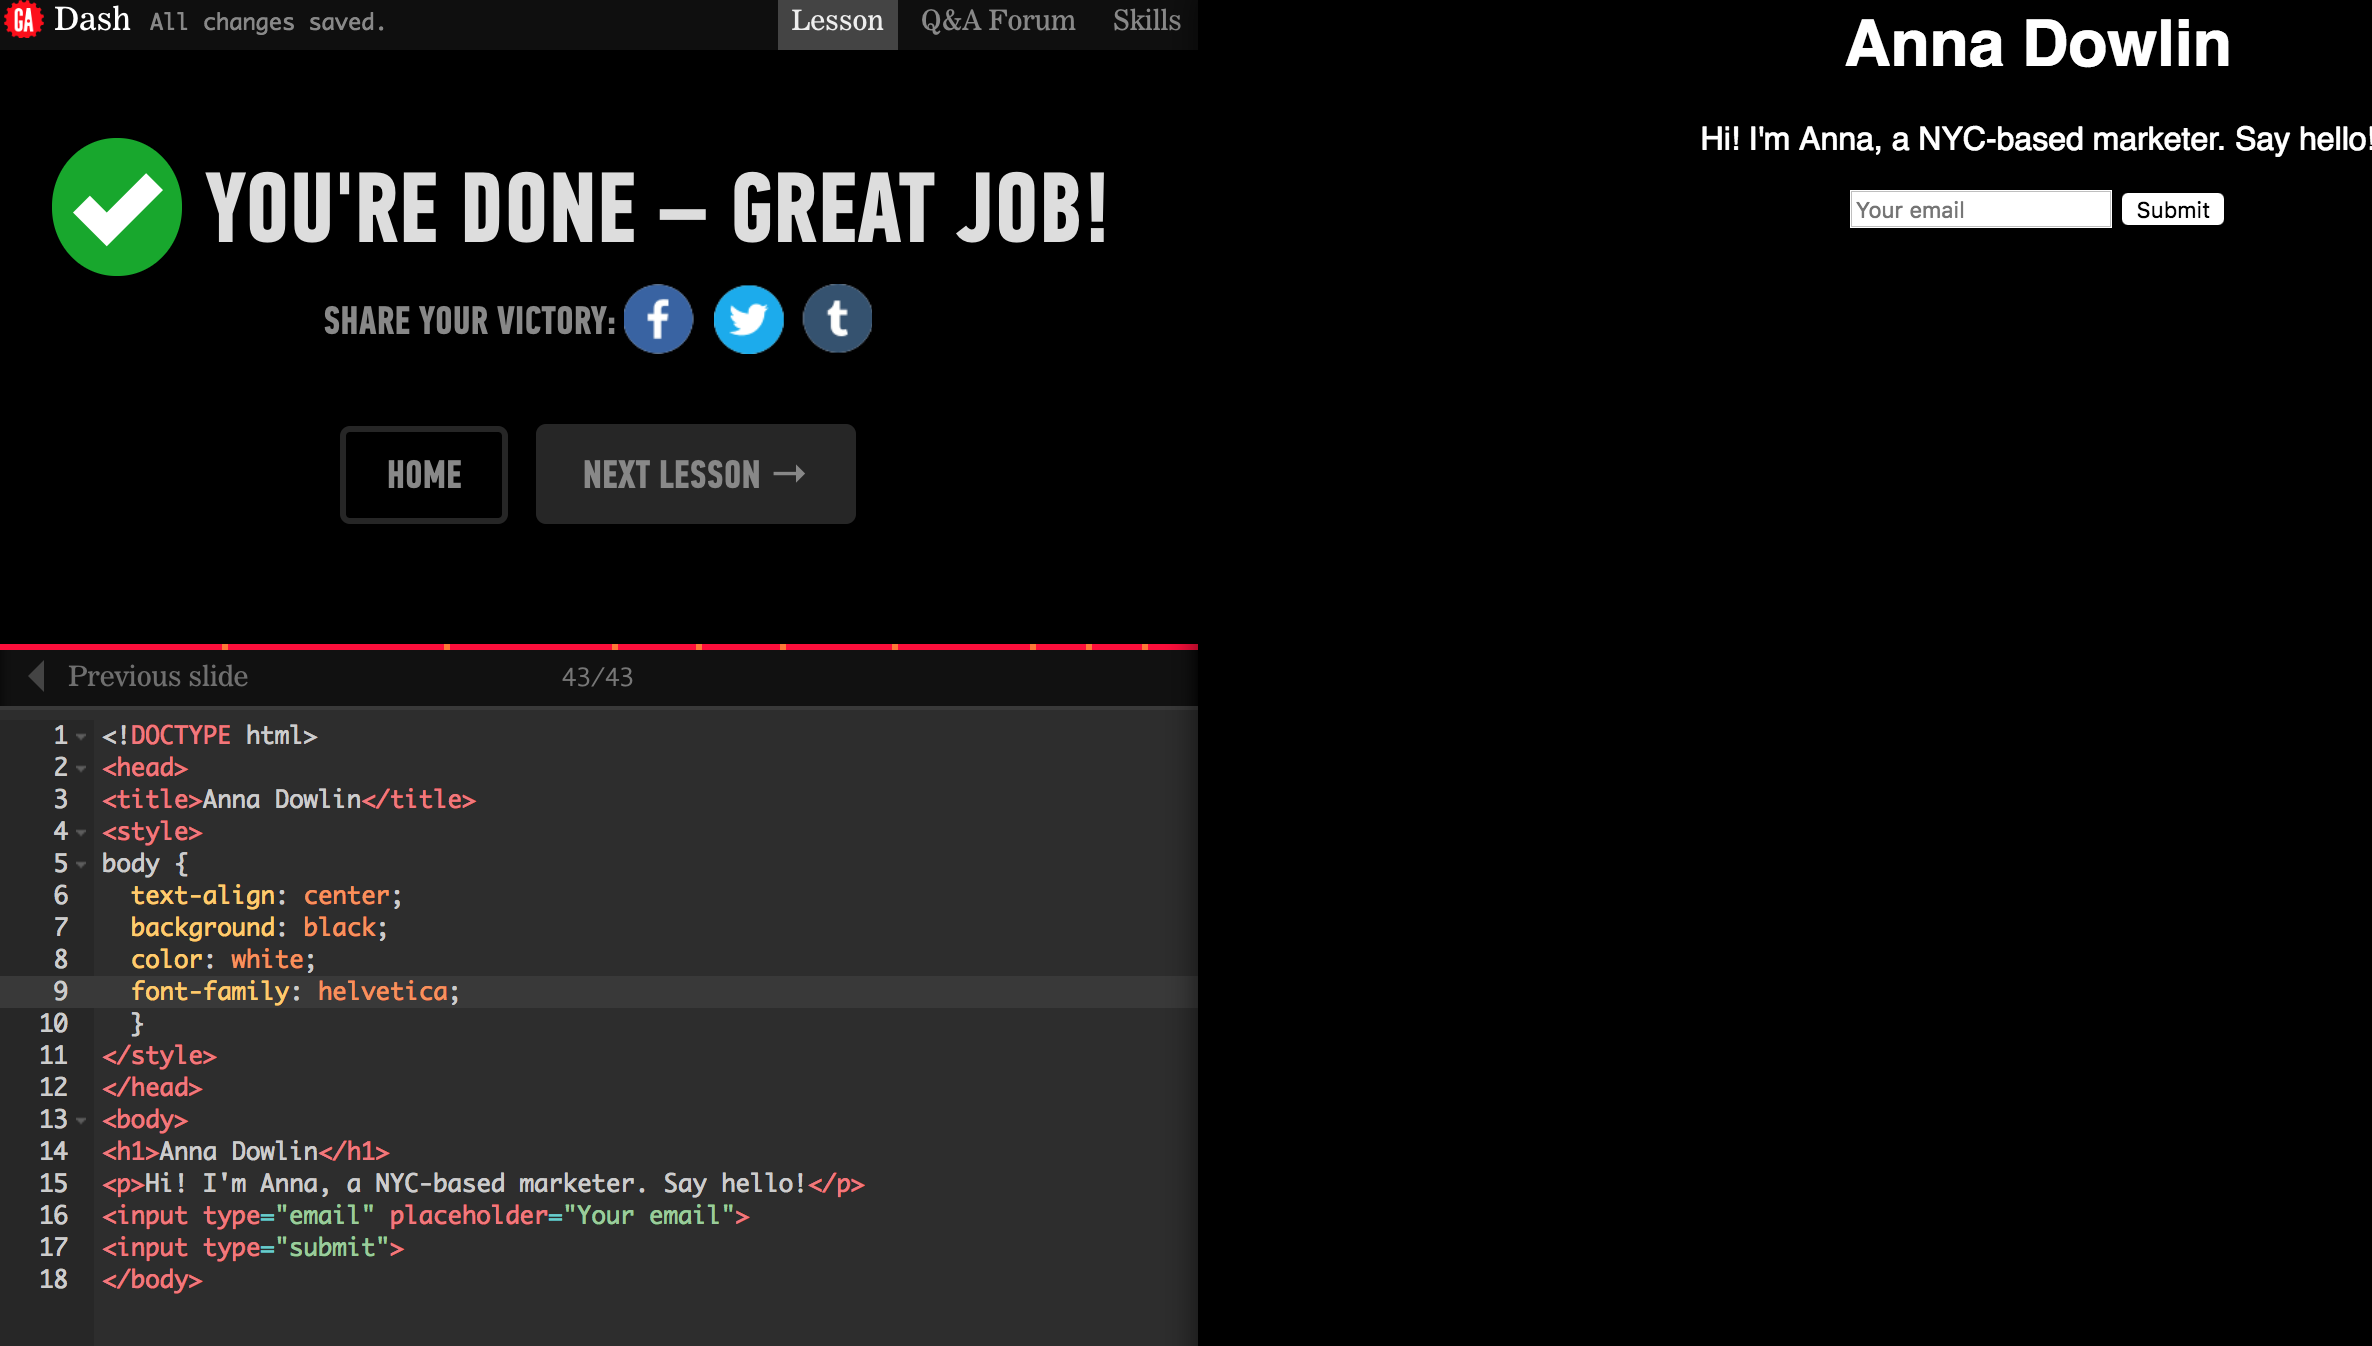 GA Dash All changes saved. Lesson Q&A Forum Skills
YOU'RE DONE – GREAT JOB!
SHARE YOUR VICTORY: f t
HOME NEXT LESSON →
Previous slide 43/43
1 <!DOCTYPE html>
2 <head>
3 <title>Anna Dowlin</title>
4 <style>
5 body {
6 text-align: center;
7 background: black;
8 color: white;
9 font-family: helvetica;
10 }
11 </style>
12 </head>
13 <body>
14 <h1>Anna Dowlin</h1>
15 <p>Hi! I'm Anna, a NYC-based marketer. Say hello!</p>
16 <input type="email" placeholder="Your email">
17 <input type="submit">
18 </body>
Anna Dowlin
Hi! I'm Anna, a NYC-based marketer. Say hello!
Your email Submit